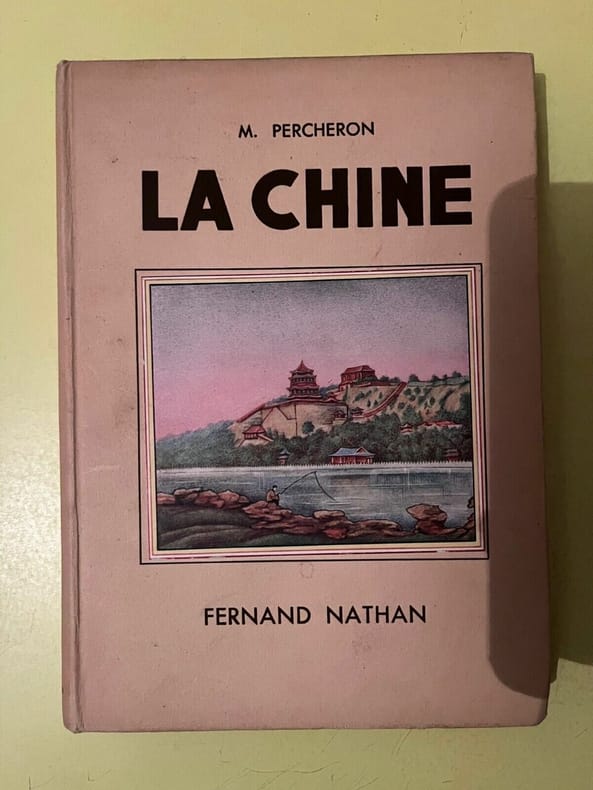 M. PERCHERON
LA CHINE
FERNAND NATHAN